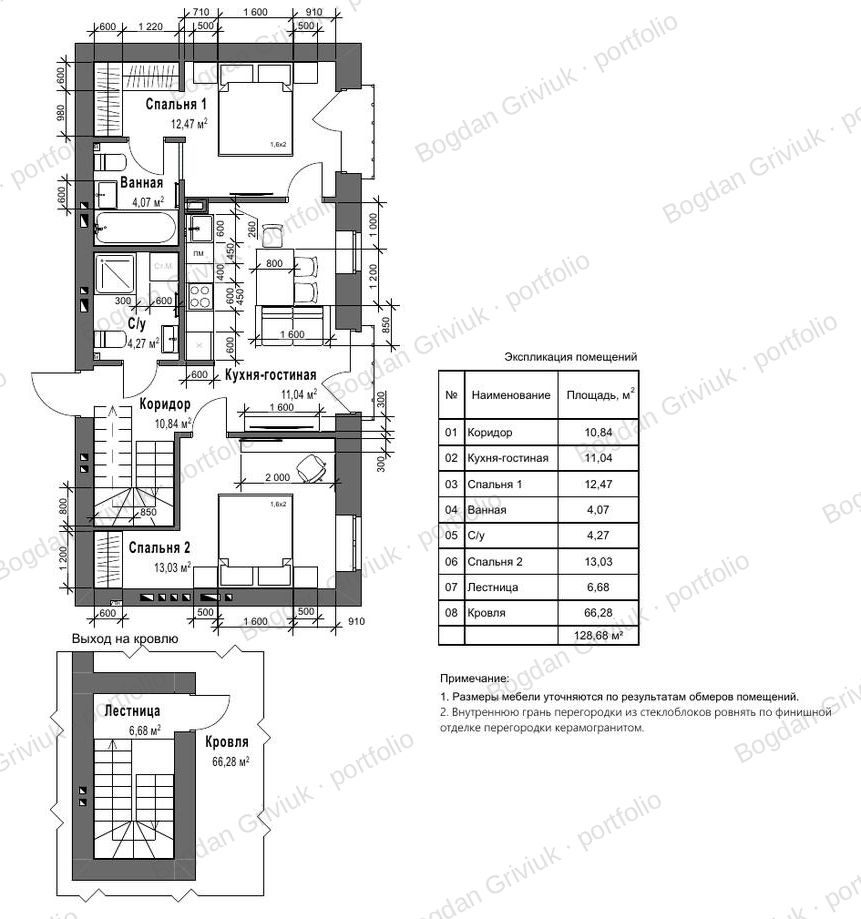 710 1 600 910
600 1 220 500 500
600
980
Спальня 1
12,47 м²
1,6x2
Ванная
4,07 м²
600
600
260
1 000
ПМ
450
800
400
1 200
Ст.М
300 600
600
450
850
С/у
4,27 м²
1 600
600
600
Кухня-гостиная
11,04 м²
300
1 600
Коридор
10,84 м²
300
2 000
1,6x2
800
850
1 200
Спальня 2
13,03 м²
600 500 500
1 600 910
Выход на кровлю
Лестница
6,68 м²
Кровля
66,28 м²
Экспликация помещений
№ Наименование Площадь, м²
01 Коридор 10,84
02 Кухня-гостиная 11,04
03 Спальня 1 12,47
04 Ванная 4,07
05 С/у 4,27
06 Спальня 2 13,03
07 Лестница 6,68
08 Кровля 66,28
128,68 м²
Примечание:
1. Размеры мебели уточняются по результатам обмеров помещений.
2. Внутреннюю грань перегородки из стеклоблоков ровнять по финишной
отделке перегородки керамогранитом.
Bogdan Griviuk · portfolio